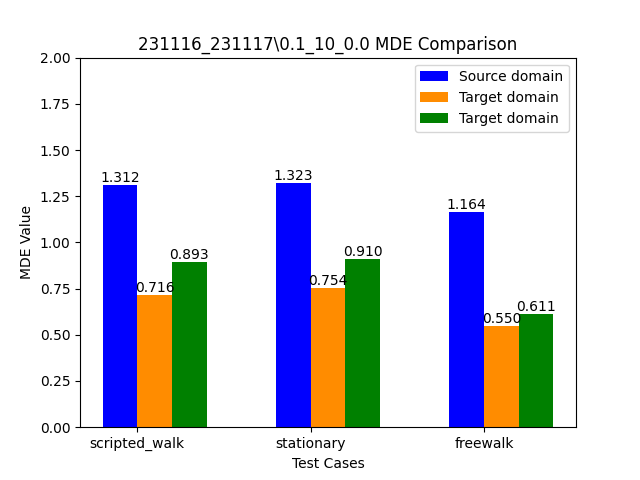 231116_231117\0.1_10_0.0 MDE Comparison
Source domain
Target domain
Target domain
MDE Value
2.00
1.75
1.50
1.25
1.00
0.75
0.50
0.25
0.00
1.312
0.716
0.893
1.323
0.754
0.910
1.164
0.550
0.611
scripted_walk
stationary
freewalk
Test Cases